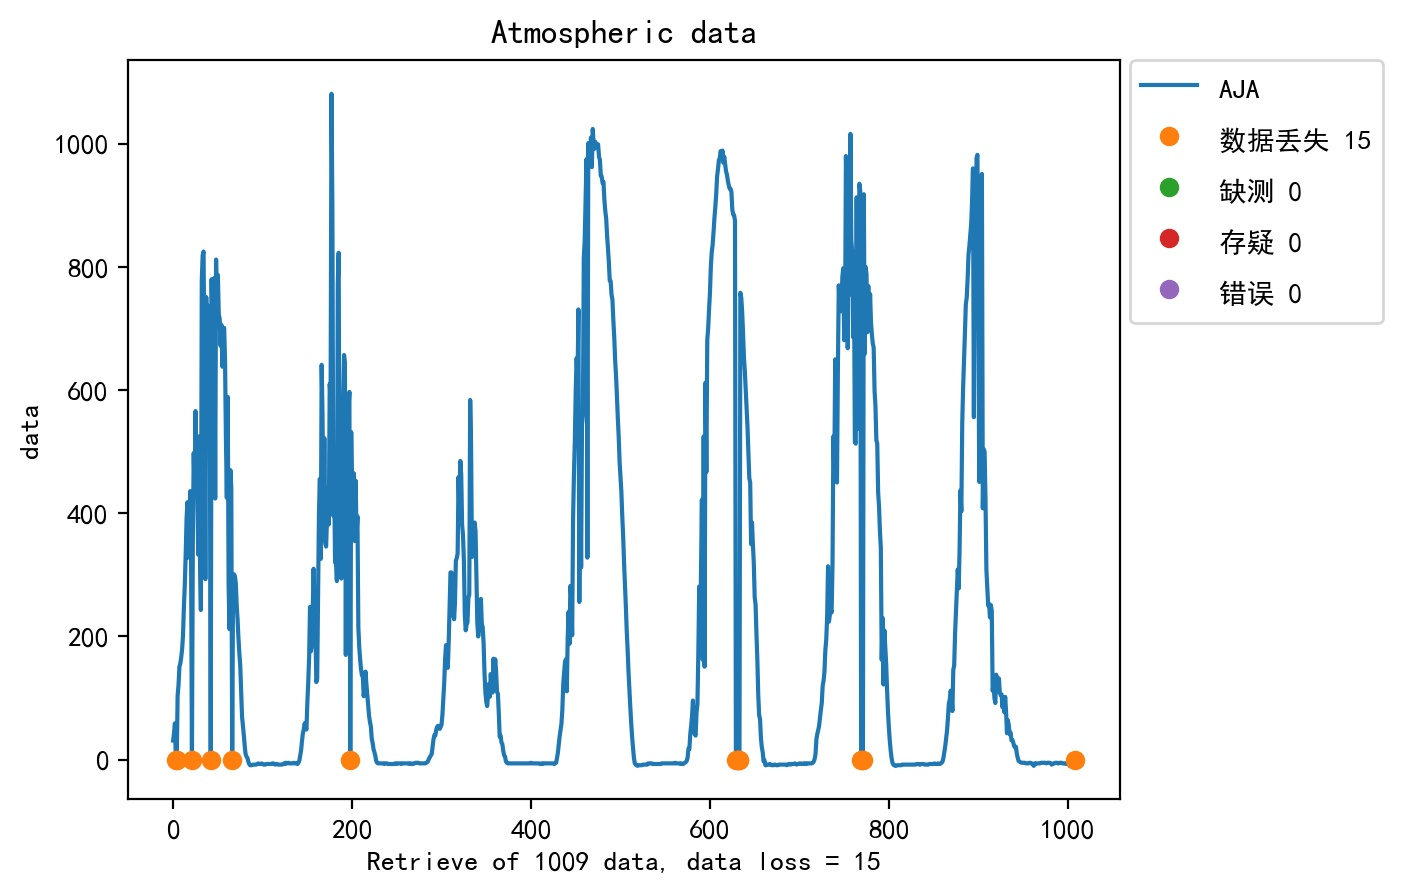 Atmospheric data
AJA
数据丢失 15
缺测 0
存疑 0
错误 0
data
1000
800
600
400
200
0
0 200 400 600 800 1000
Retrieve of 1009 data, data loss = 15